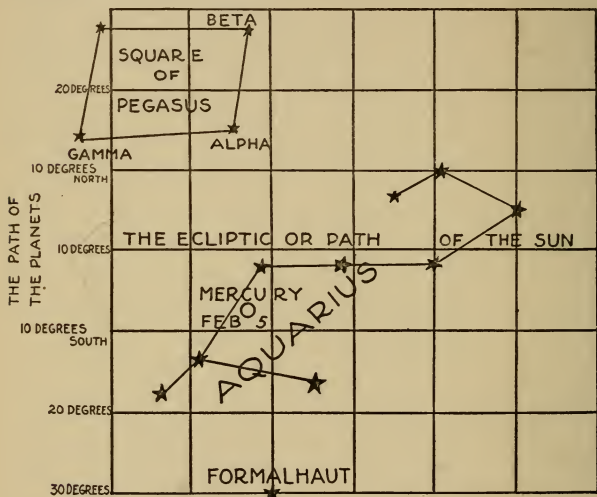 BETA
SQUARE
OF
PEGASUS
20 DEGREES
GAMMA
ALPHA
10 DEGREES
NORTH
THE PATH OF
THE PLANETS
10 DEGREES
THE ECLIPTIC OR PATH OF THE SUN
MERCURY
FEB 5
AQUARIUS
10 DEGREES
SOUTH
20 DEGREES
FORMALHAUT
30 DEGREES